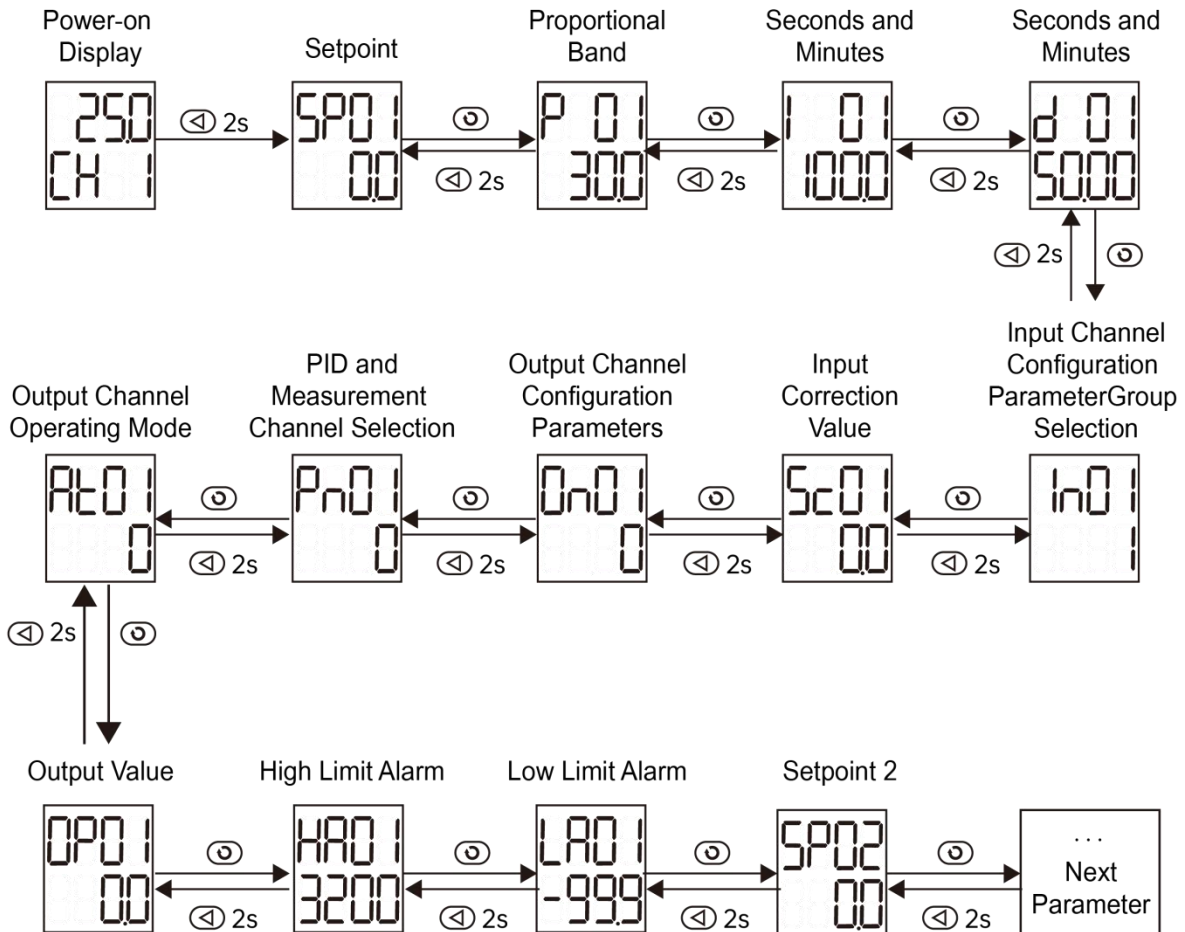 Power-on
Display
25.0
CH 1
2s
Setpoint
SP01
0.0
2s
Proportional
Band
P 01
30.0
2s
Seconds and
Minutes
I 01
100.0
2s
Seconds and
Minutes
d 01
50.00
2s
Output Channel
Operating Mode
At01
0
2s
PID and
Measurement
Channel Selection
Pn01
0
2s
Output Channel
Configuration
Parameters
On01
0
2s
Input
Correction
Value
Sc01
0.0
2s
Input Channel
Configuration
ParameterGroup
Selection
In01
1
2s
Output Value
OP01
0.0
2s
High Limit Alarm
HA01
3200
2s
Low Limit Alarm
LA01
-99.9
2s
Setpoint 2
SP02
0.0
2s
...
Next
Parameter